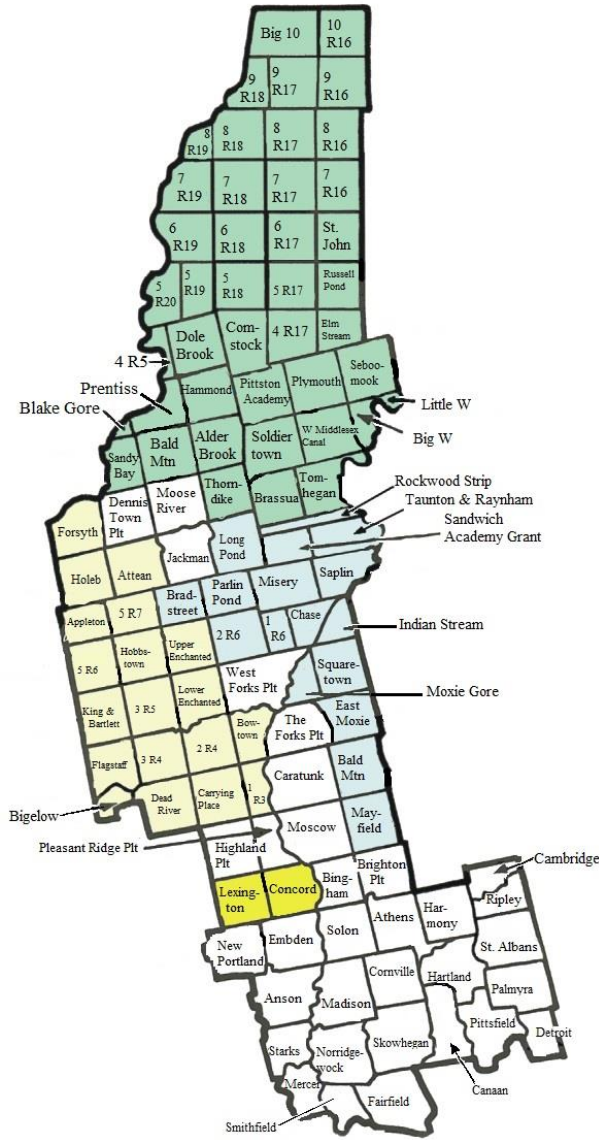 Big 10
10
R16
9
R18
9
R17
9
R16
8
R19
8
R18
8
R17
8
R16
7
R19
7
R18
7
R17
7
R16
6
R19
6
R18
6
R17
St.
John
5
R20
5
R19
5
R18
5 R17
Russell
Pond
4 R5
Dole
Brook
Com-
stock
4 R17
Elm
Stream
Prentiss
Hammond
Pittston
Academy
Plymouth
Seboo-
mook
Little W
Blake Gore
Big W
Sandy
Bay
Bald
Mtn
Alder
Brook
Soldier
town
W Middlesex
Canal
Thorn-
dike
Brassua
Tom-
hegan
Rockwood Strip
Taunton & Raynham
Sandwich
Academy Grant
Forsyth
Dennis
Town
Plt
Moose
River
Long
Pond
Jackman
Holeb
Attean
Brad-
street
Parlin
Pond
Misery
Saplin
Appleton
5 R7
2 R6
1
R6
Chase
Indian Stream
5 R6
Hobbs-
town
Upper
Enchanted
West
Forks Plt
Square-
town
Moxie Gore
King &
Bartlett
3 R5
Lower
Enchanted
Bow-
town
The
Forks Plt
East
Moxie
Flagstaff
3 R4
2 R4
Caratunk
Bald
Mtn
Bigelow
Dead
River
Carrying
Place
1
R3
Moscow
May-
field
Pleasant Ridge Plt
Highland
Plt
Lexing-
ton
Concord
Bing-
ham
Brighton
Plt
Cambridge
Ripley
New
Portland
Embden
Solon
Athens
Har-
mony
St. Albans
Anson
Madison
Cornville
Hartland
Palmyra
Starks
Norridge-
wock
Skowhegan
Pittsfield
Detroit
Mercer
Canaan
Smithfield
Fairfield